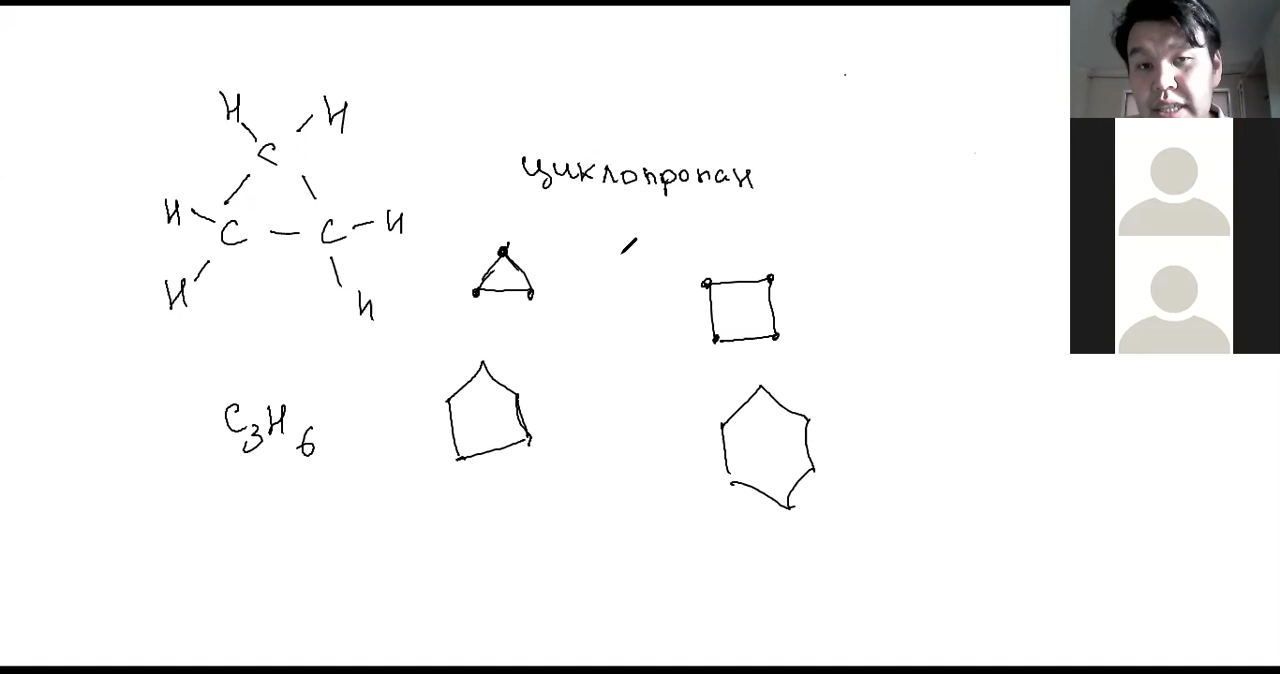 H H
C
циклопропан
H C — C — H
H H
C3H6